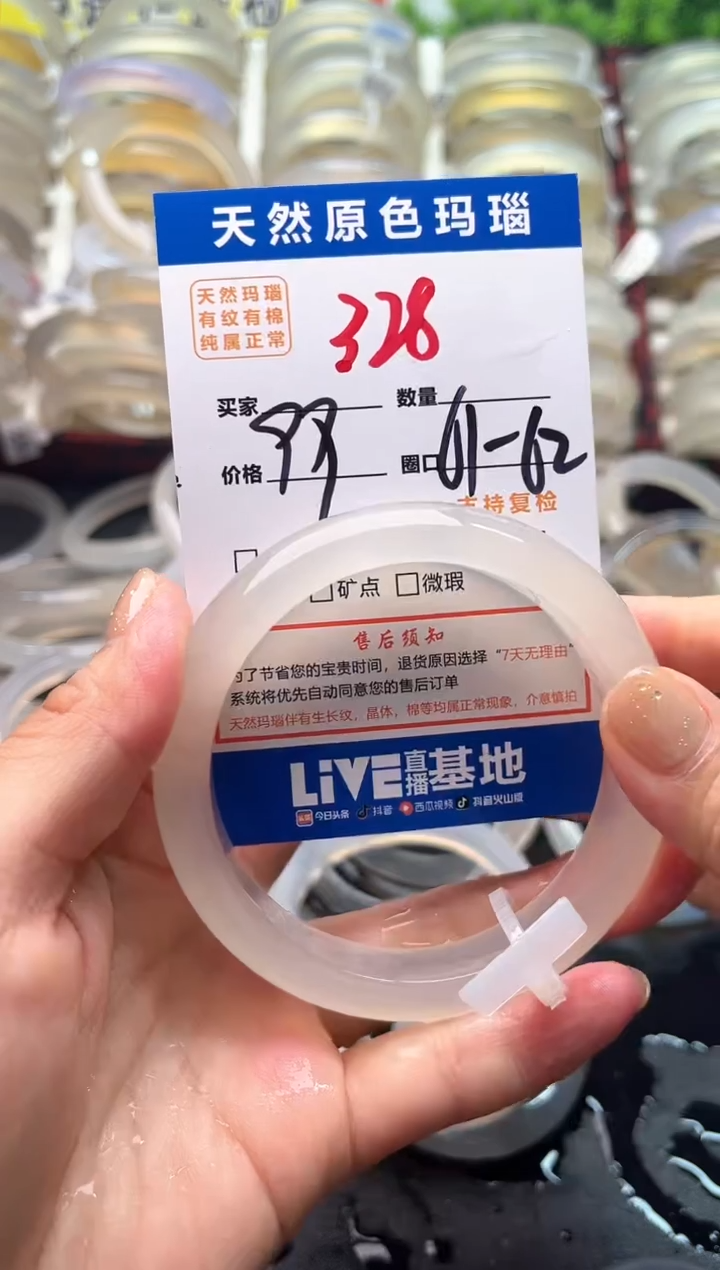 天然原色玛瑙
天然玛瑙
有纹有棉
纯属正常
328
买家
数量
价格 99
圈口 61-62
支持复检
矿点 微瑕
售后须知
为了节省您的宝贵时间，退货原因选择“7天无理由”
系统将优先自动同意您的售后订单
天然玛瑙伴有生长纹，晶体，棉等均属正常现象，介意慎拍
LiVE直播基地
今日头条 抖音 西瓜视频 抖音火山版